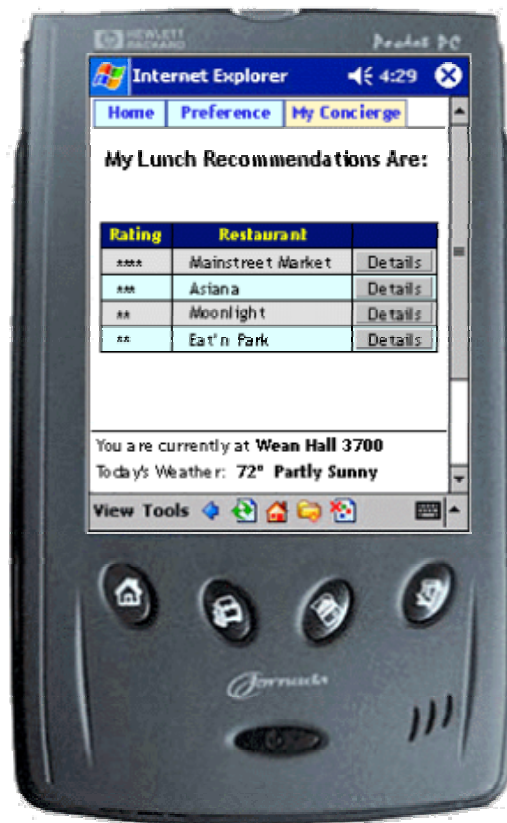 HEWLETT
PACKARD
Pocket PC
Internet Explorer 4:29
Home Preference My Concierge
My Lunch Recommendations Are:
Rating Restaurant
**** Mainstreet Market Details
*** Asiana Details
** Moonlight Details
** Eat'n Park Details
You are currently at Wean Hall 3700
Today's Weather: 72° Partly Sunny
View Tools
Jornada